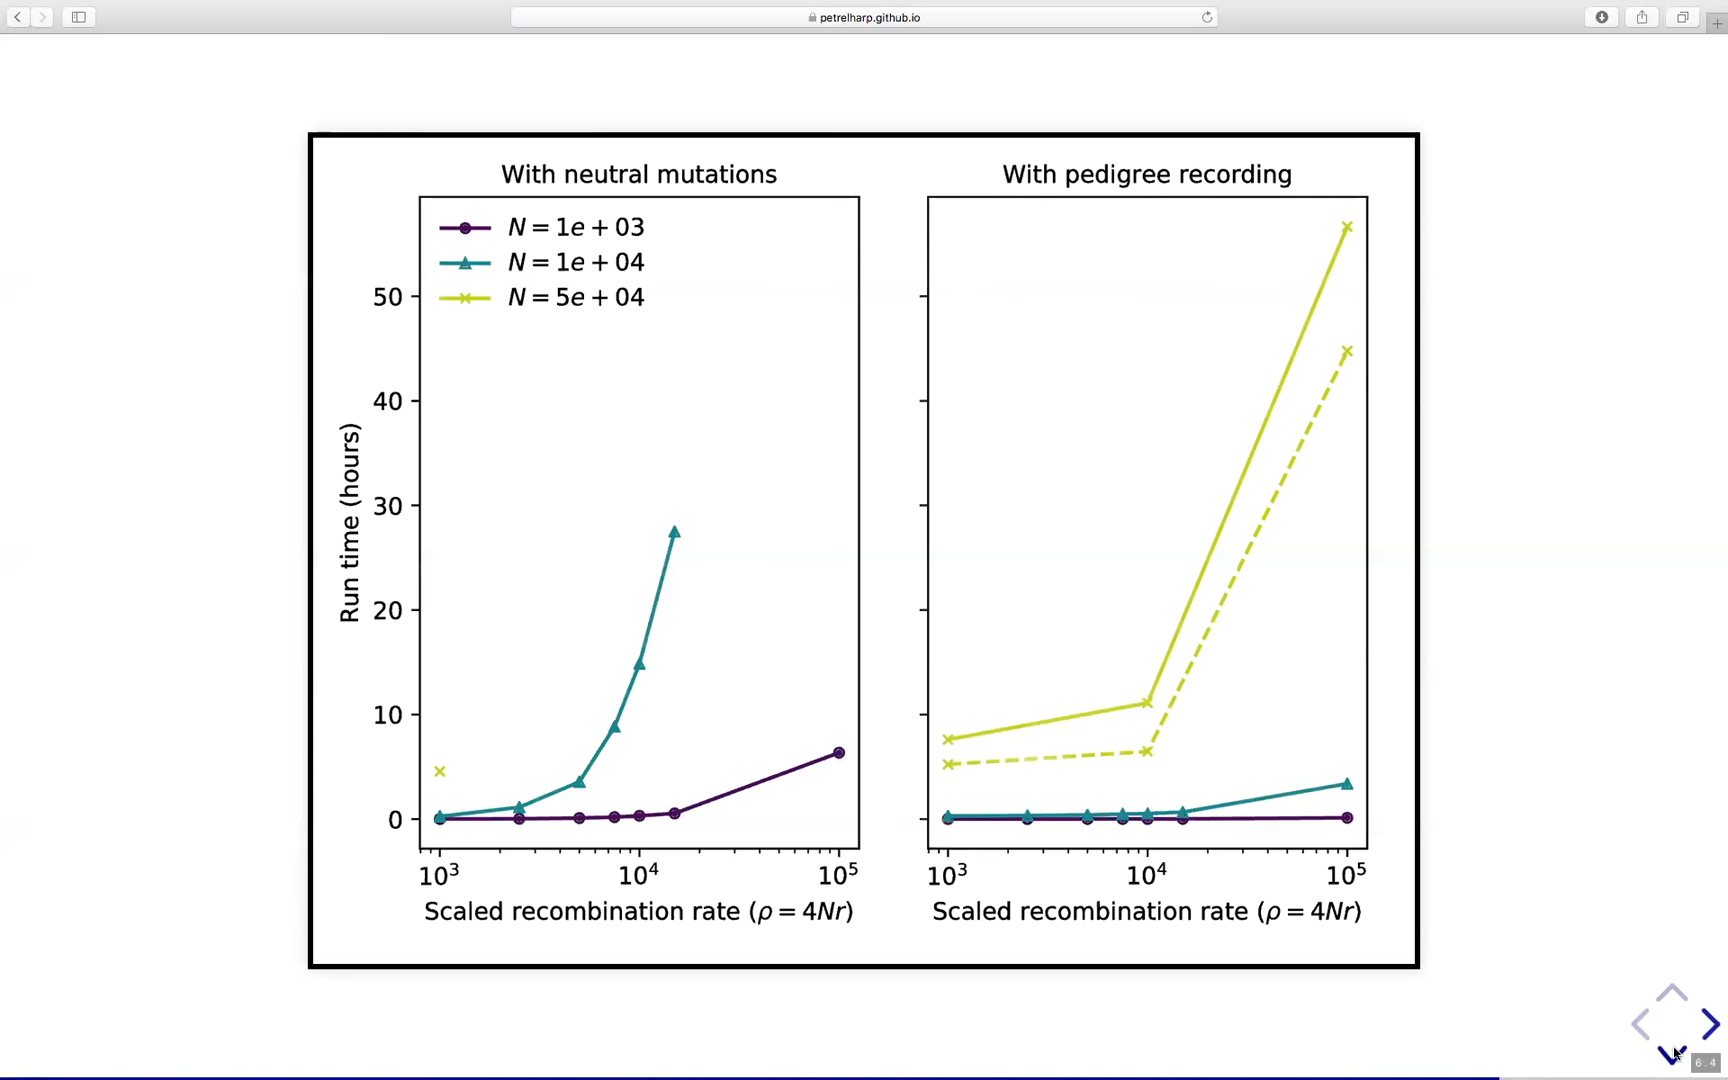 petrelharp.github.io
With neutral mutations
With pedigree recording
N = 1e + 03
N = 1e + 04
N = 5e + 04
Run time (hours)
50
40
30
20
10
0
10³ 10⁴ 10⁵
10³ 10⁴ 10⁵
Scaled recombination rate (ρ = 4Nr)
Scaled recombination rate (ρ = 4Nr)
6.4